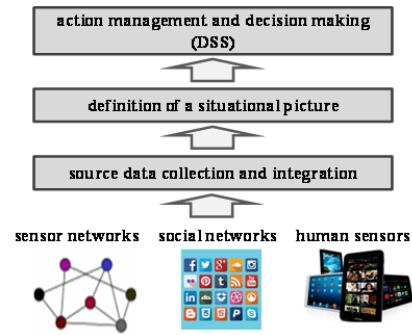 action management and decision making
(DSS)
definition of a situational picture
source data collection and integration
sensor networks
social networks
human sensors